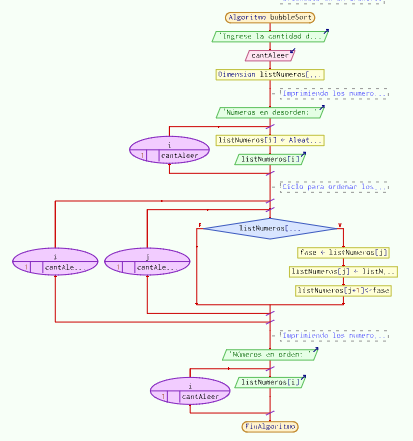 Algoritmo bubbleSort
'Ingrese la cantidad d...
cantAleer
Dimension listNumeros[...
Imprimiendo los numero...
'Numeros en desorden: '
i
1 cantAleer
listNumeros[i] ← Aleat...
listNumeros[i]
Ciclo para ordenar los...
F
V
listNumeros[...
i
1 cantAle...
j
1 cantAle...
fase ← listNumeros[j]
listNumeros[j] ← listN...
listNumeros[j+1]←fase
Imprimiendo los numero...
'Numeros en orden: '
i
1 cantAleer
listNumeros[i]
FinAlgoritmo